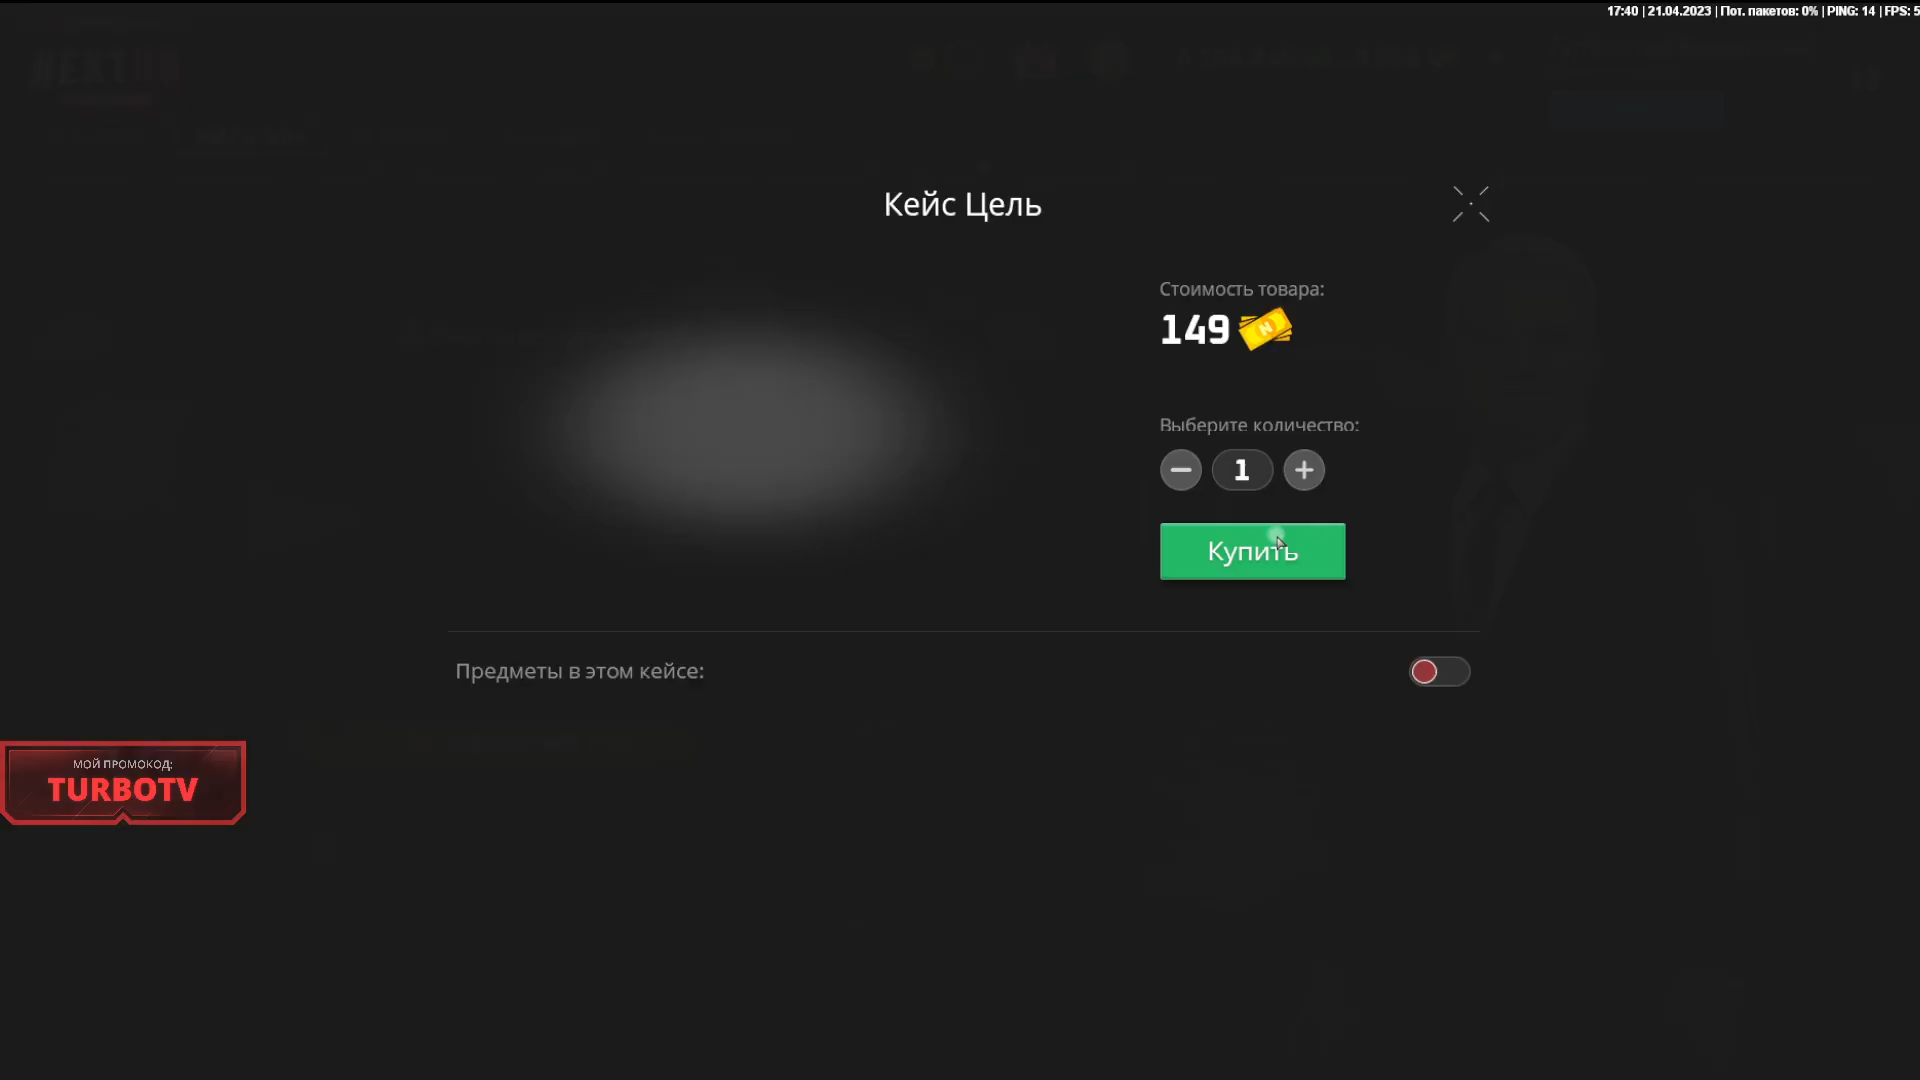 17:40 | 21.04.2023 | Пот. пакетов: 0% | PING: 14 | FPS: 5
Кейс Цель
Стоимость товара:
149
Выберите количество:
1
Купить
Предметы в этом кейсе:
МОЙ ПРОМОКОД:
TURBOTV